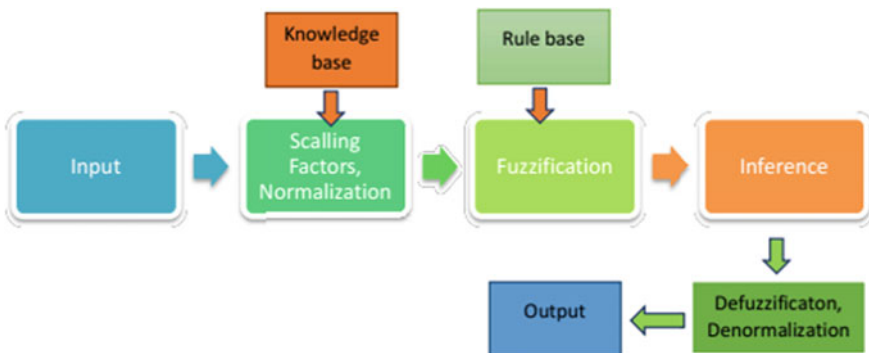 Knowledge
base
Rule base
Input
Scalling
Factors,
Normalization
Fuzzification
Inference
Output
Defuzzificaton,
Denormalization